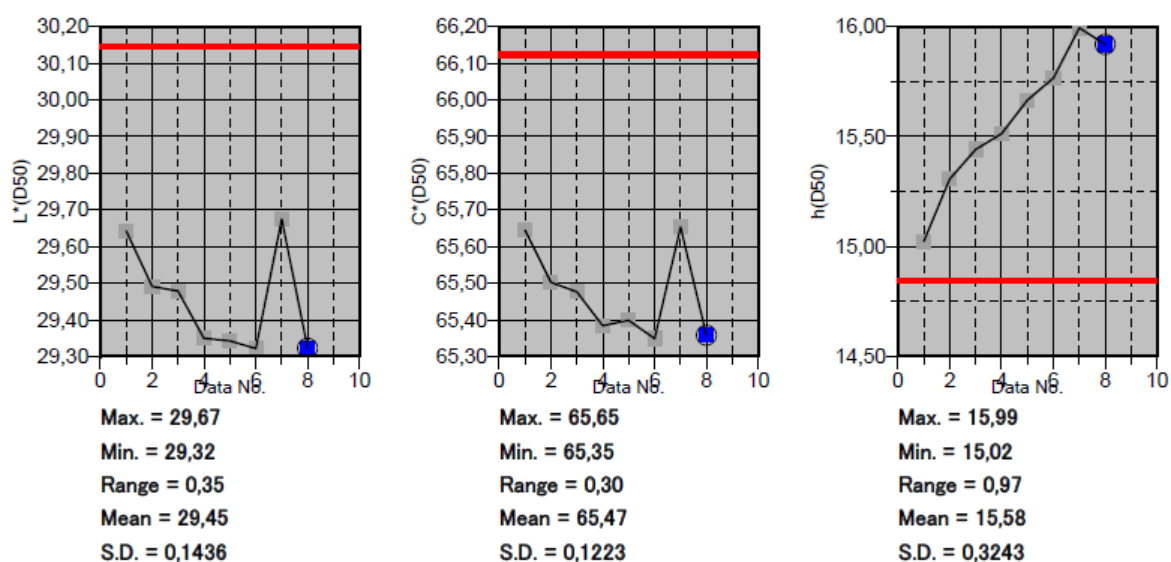 30,20
30,10
30,00
29,90
29,80
29,70
29,60
29,50
29,40
29,30
L*(D50)
0 2 4 6 8 10
Data No.
Max. = 29,67
Min. = 29,32
Range = 0,35
Mean = 29,45
S.D. = 0,1436
66,20
66,10
66,00
65,90
65,80
65,70
65,60
65,50
65,40
65,30
C*(D50)
0 2 4 6 8 10
Data No.
Max. = 65,65
Min. = 65,35
Range = 0,30
Mean = 65,47
S.D. = 0,1223
16,00
15,50
15,00
14,50
h(D50)
0 2 4 6 8 10
Data No.
Max. = 15,99
Min. = 15,02
Range = 0,97
Mean = 15,58
S.D. = 0,3243